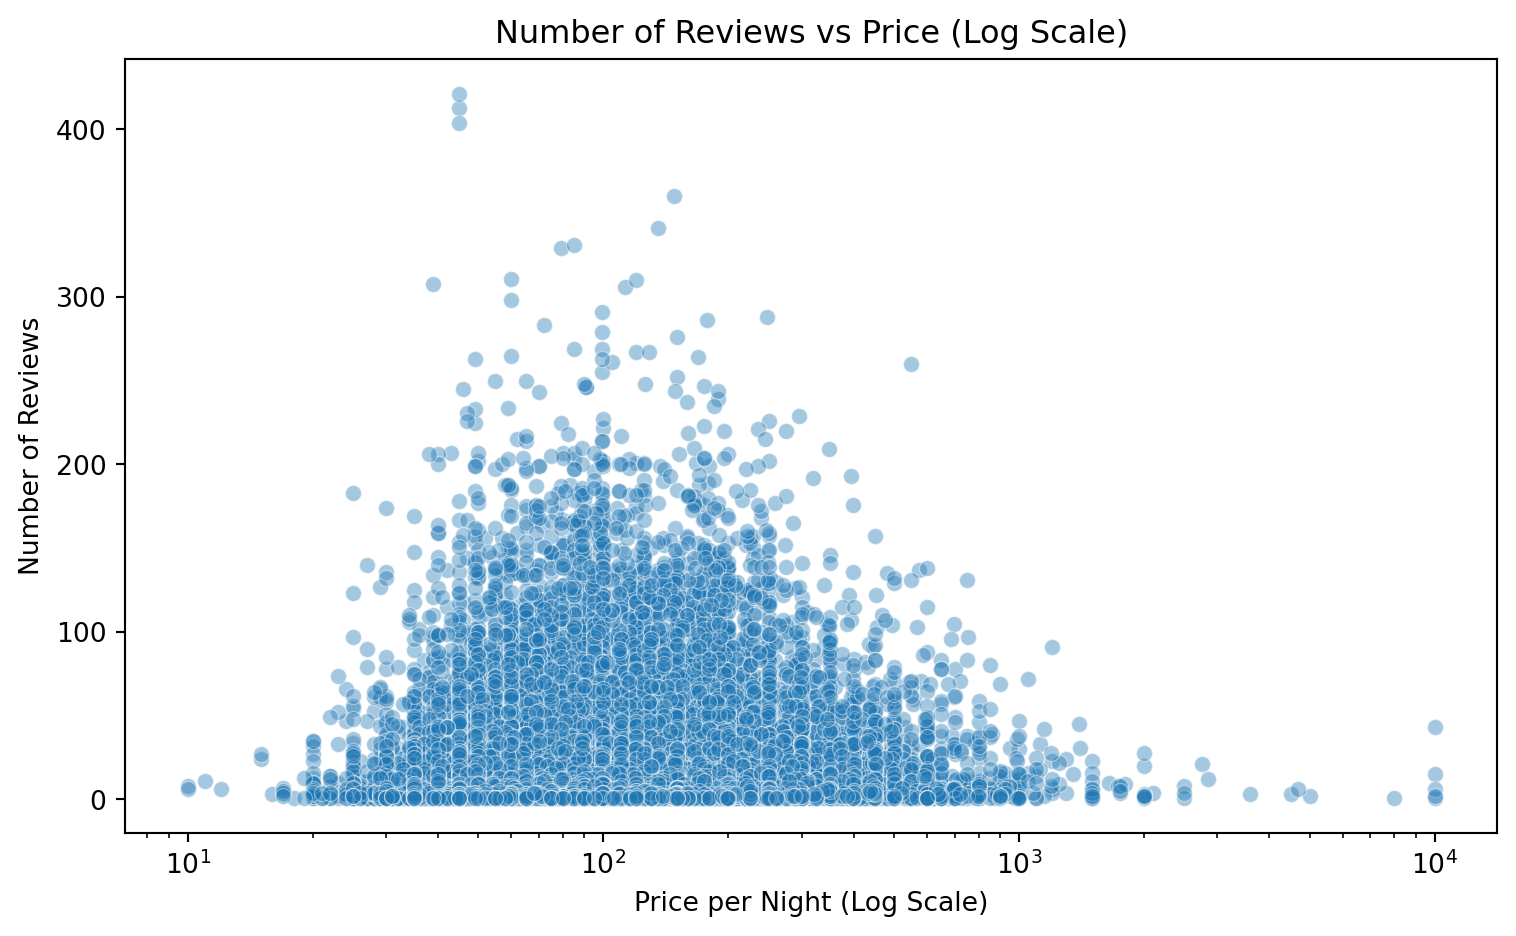 Number of Reviews vs Price (Log Scale)
Number of Reviews
400
300
200
100
0
10¹ 10² 10³ 10⁴
Price per Night (Log Scale)